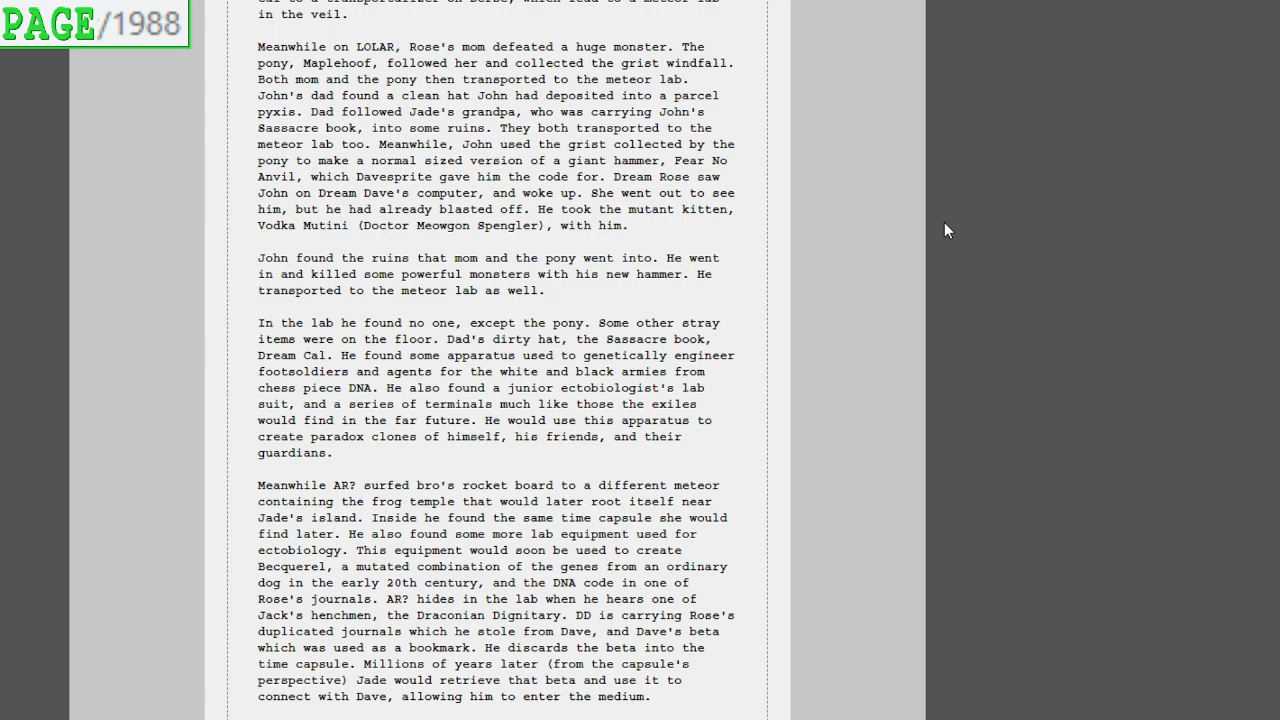 PAGE/1988
in the veil.
Meanwhile on LOLAR, Rose's mom defeated a huge monster. The
pony, Maplehoof, followed her and collected the grist windfall.
Both mom and the pony then transported to the meteor lab.
John's dad found a clean hat John had deposited into a parcel
pyxis. Dad followed Jade's grandpa, who was carrying John's
Sassacre book, into some ruins. They both transported to the
meteor lab too. Meanwhile, John used the grist collected by the
pony to make a normal sized version of a giant hammer, Fear No
Anvil, which Davesprite gave him the code for. Dream Rose saw
John on Dream Dave's computer, and woke up. She went out to see
him, but he had already blasted off. He took the mutant kitten,
Vodka Mutini (Doctor Meowgon Spengler), with him.
John found the ruins that mom and the pony went into. He went
in and killed some powerful monsters with his new hammer. He
transported to the meteor lab as well.
In the lab he found no one, except the pony. Some other stray
items were on the floor. Dad's dirty hat, the Sassacre book,
Dream Cal. He found some apparatus used to genetically engineer
footsoldiers and agents for the white and black armies from
chess piece DNA. He also found a junior ectobiologist's lab
suit, and a series of terminals much like those the exiles
would find in the far future. He would use this apparatus to
create paradox clones of himself, his friends, and their
guardians.
Meanwhile AR? surfed bro's rocket board to a different meteor
containing the frog temple that would later root itself near
Jade's island. Inside he found the same time capsule she would
find later. He also found some more lab equipment used for
ectobiology. This equipment would soon be used to create
Becquerel, a mutated combination of the genes from an ordinary
dog in the early 20th century, and the DNA code in one of
Rose's journals. AR? hides in the lab when he hears one of
Jack's henchmen, the Draconian Dignitary. DD is carrying Rose's
duplicated journals which he stole from Dave, and Dave's beta
which was used as a bookmark. He discards the beta into the
time capsule. Millions of years later (from the capsule's
perspective) Jade would retrieve that beta and use it to
connect with Dave, allowing him to enter the medium.